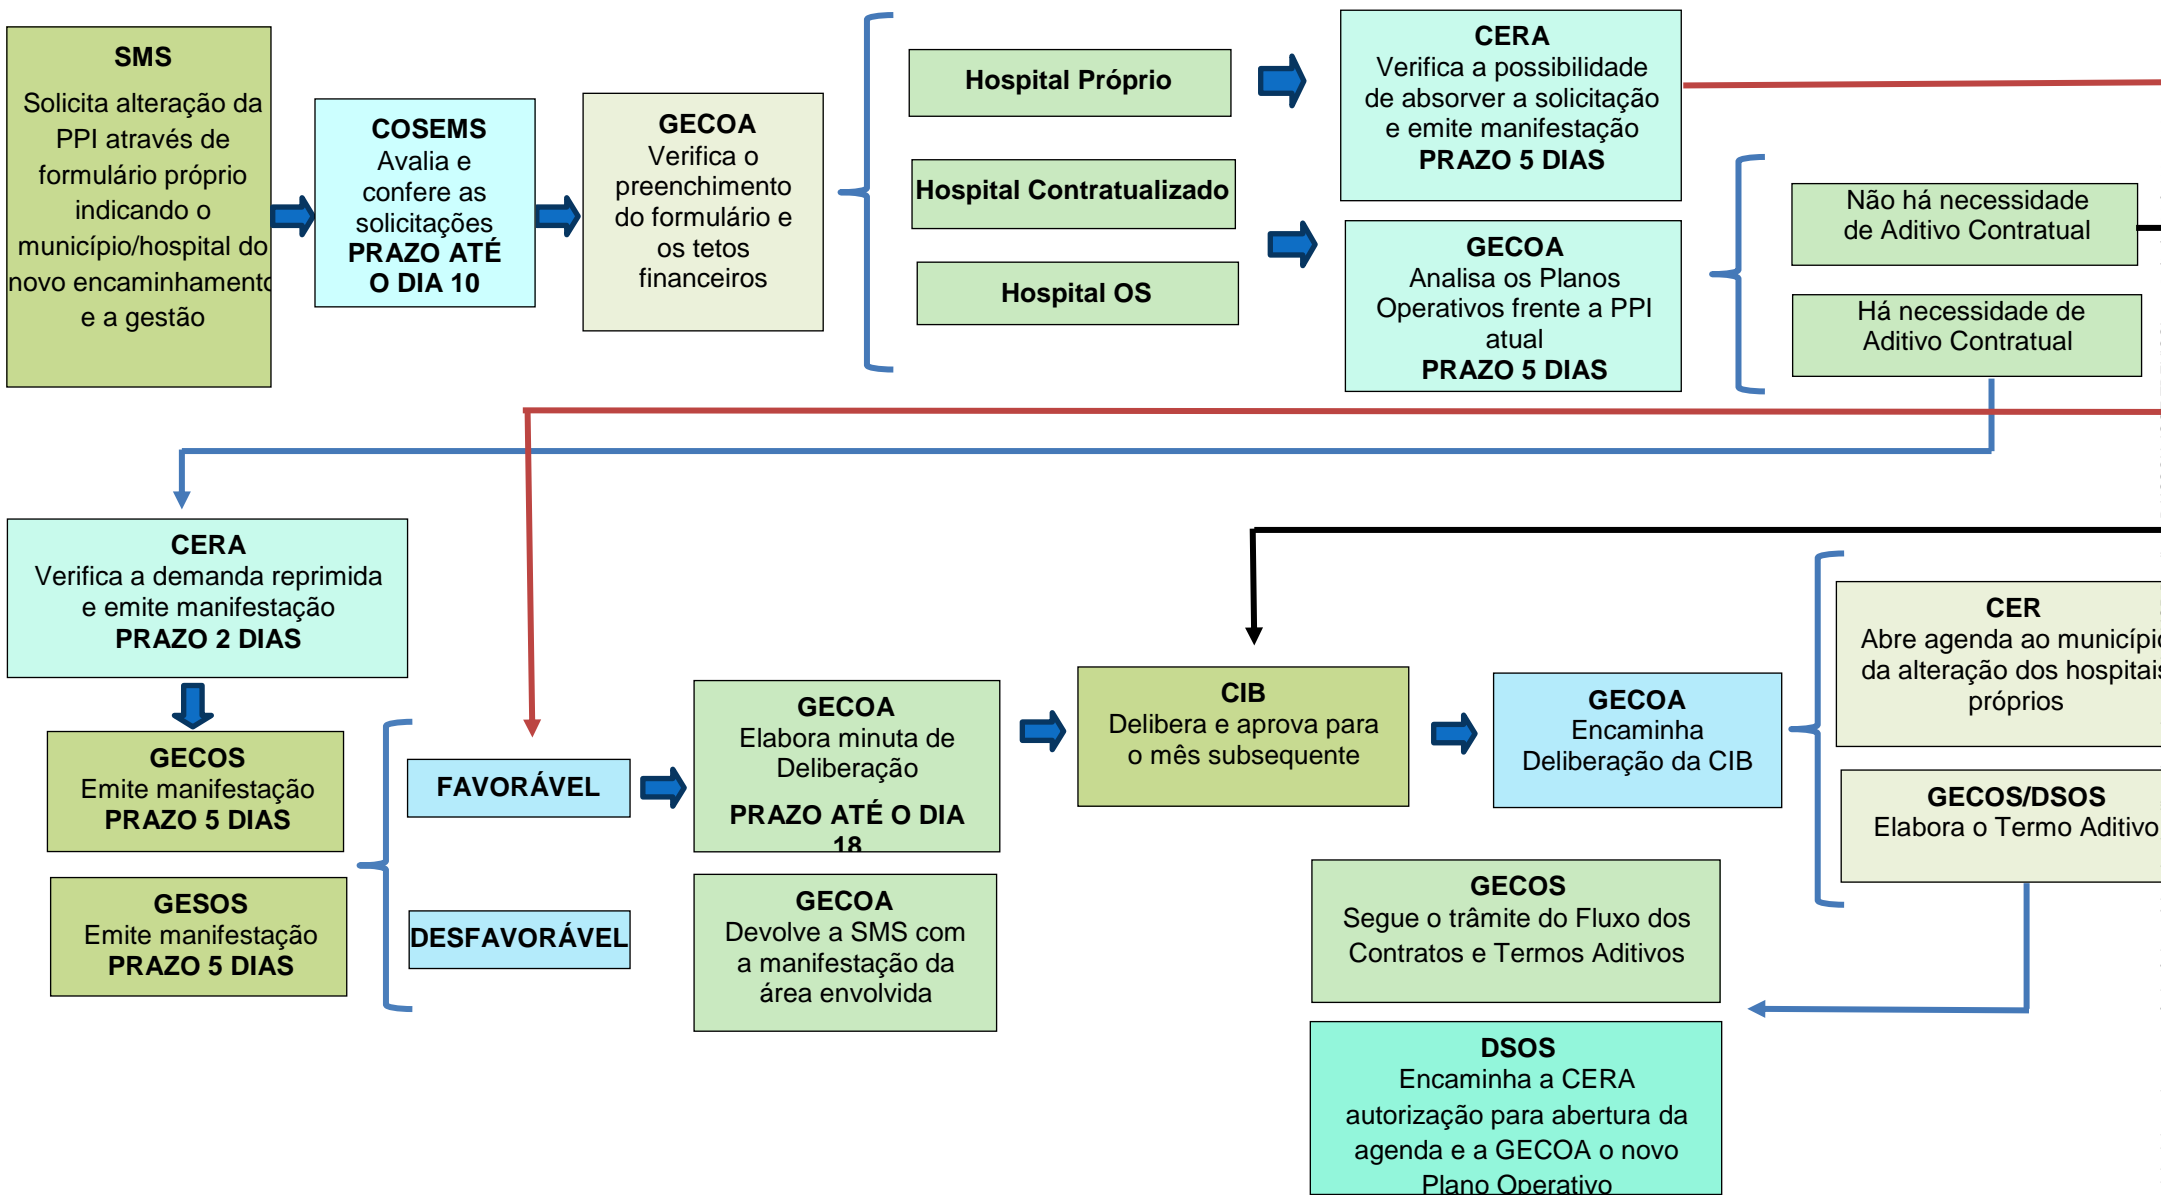 SMS
Solicita alteração da
PPI através de
formulário próprio
indicando o
município/hospital do
novo encaminhamento
e a gestão
COSEMS
Avalia e
confere as
solicitações
PRAZO ATÉ
O DIA 10
GECOA
Verifica o
preenchimento
do formulário e
os tetos
financeiros
Hospital Próprio
Hospital Contratualizado
Hospital OS
CERA
Verifica a possibilidade
de absorver a solicitação
e emite manifestação
PRAZO 5 DIAS
GECOA
Analisa os Planos
Operativos frente a PPI
atual
PRAZO 5 DIAS
Não há necessidade
de Aditivo Contratual
Há necessidade de
Aditivo Contratual
CERA
Verifica a demanda reprimida
e emite manifestação
PRAZO 2 DIAS
GECOS
Emite manifestação
PRAZO 5 DIAS
GESOS
Emite manifestação
PRAZO 5 DIAS
FAVORÁVEL
DESFAVORÁVEL
GECOA
Elabora minuta de
Deliberação
PRAZO ATÉ O DIA
18
GECOA
Devolve a SMS com
a manifestação da
área envolvida
CIB
Delibera e aprova para
o mês subsequente
GECOA
Encaminha
Deliberação da CIB
CER
Abre agenda ao município
da alteração dos hospitais
próprios
GECOS/DSOS
Elabora o Termo Aditivo
GECOS
Segue o trâmite do Fluxo dos
Contratos e Termos Aditivos
DSOS
Encaminha a CERA
autorização para abertura da
agenda e a GECOA o novo
Plano Operativo